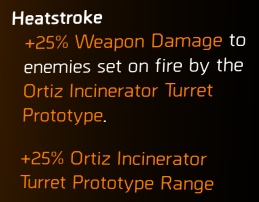 Heatstroke
+25% Weapon Damage to
enemies set on fire by the
Ortiz Incinerator Turret
Prototype.
+25% Ortiz Incinerator
Turret Prototype Range